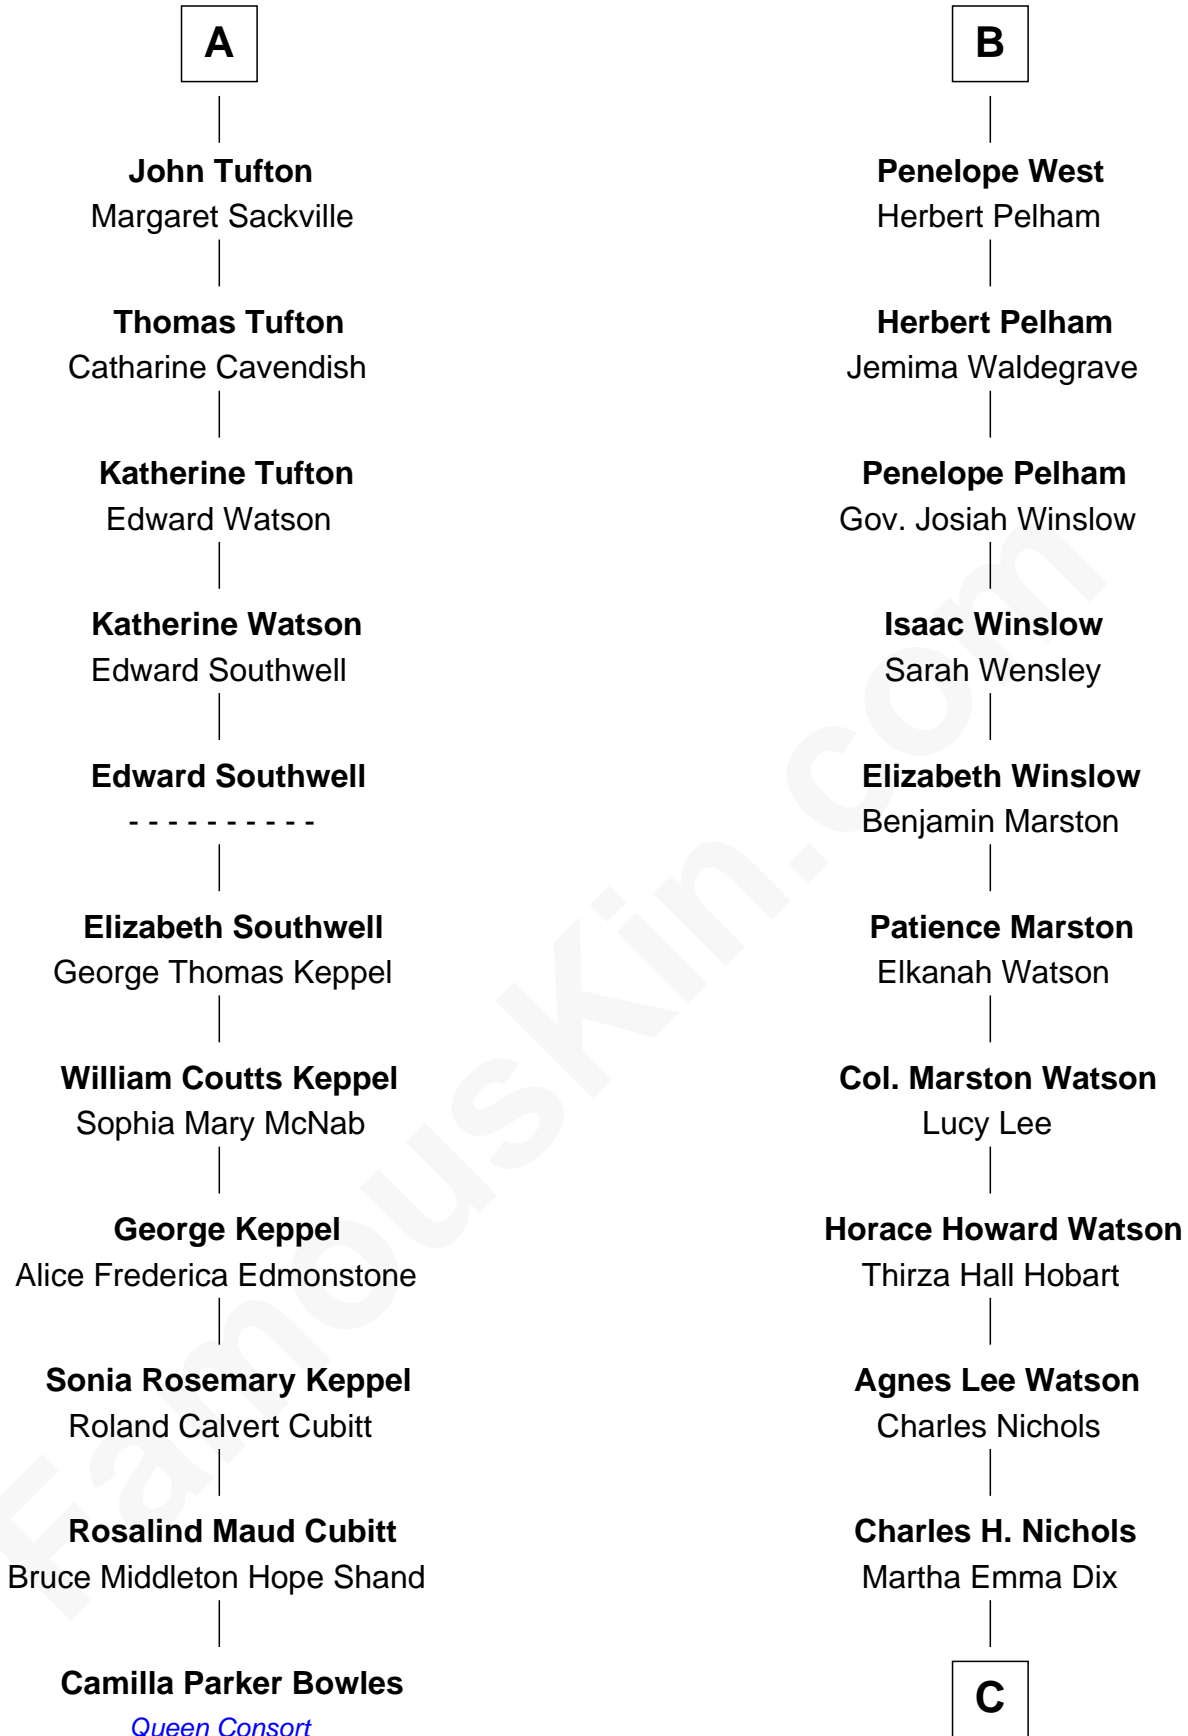 A
John Tufton
Margaret Sackville
Thomas Tufton
Catharine Cavendish
Katherine Tufton
Edward Watson
Katherine Watson
Edward Southwell
Edward Southwell
- - - - - - - - - -
Elizabeth Southwell
George Thomas Keppel
William Coutts Keppel
Sophia Mary McNab
George Keppel
Alice Frederica Edmonstone
Sonia Rosemary Keppel
Roland Calvert Cubitt
Rosalind Maud Cubitt
Bruce Middleton Hope Shand
Camilla Parker Bowles
Queen Consort
B
Penelope West
Herbert Pelham
Herbert Pelham
Jemima Waldegrave
Penelope Pelham
Gov. Josiah Winslow
Isaac Winslow
Sarah Wensley
Elizabeth Winslow
Benjamin Marston
Patience Marston
Elkanah Watson
Col. Marston Watson
Lucy Lee
Horace Howard Watson
Thirza Hall Hobart
Agnes Lee Watson
Charles Nichols
Charles H. Nichols
Martha Emma Dix
C
FamousKin.com